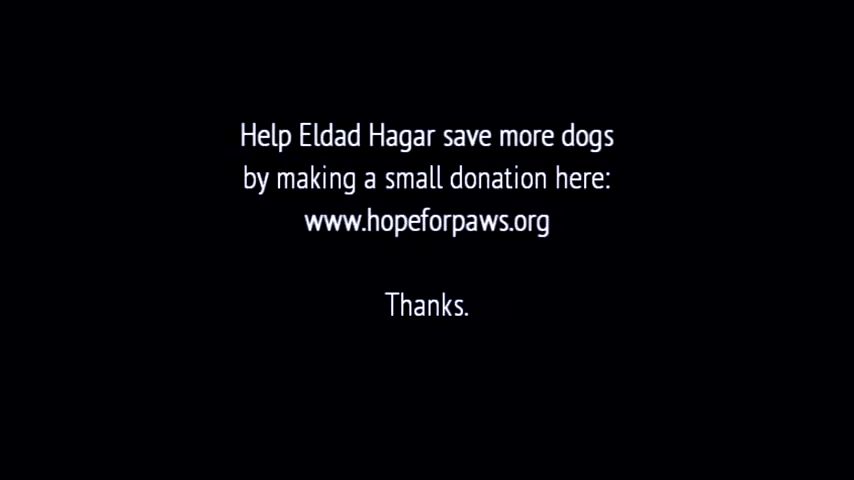 Help Eldad Hagar save more dogs
by making a small donation here:
www.hopeforpaws.org
Thanks.